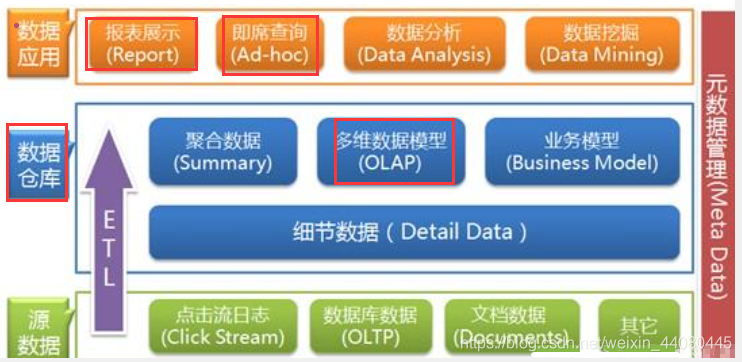 数据
应用
报表展示
(Report)
即席查询
(Ad-hoc)
数据分析
(Data Analysis)
数据挖掘
(Data Mining)
数据
仓库
ETL
聚合数据
(Summary)
多维数据模型
(OLAP)
业务模型
(Business Model)
细节数据 ( Detail Data )
源
数据
点击流日志
(Click Stream)
数据库数据
(OLTP)
文档数据
(Documents)
其它
元数据管理(Meta Data)
https://blog.csdn.net/weixin_44080445